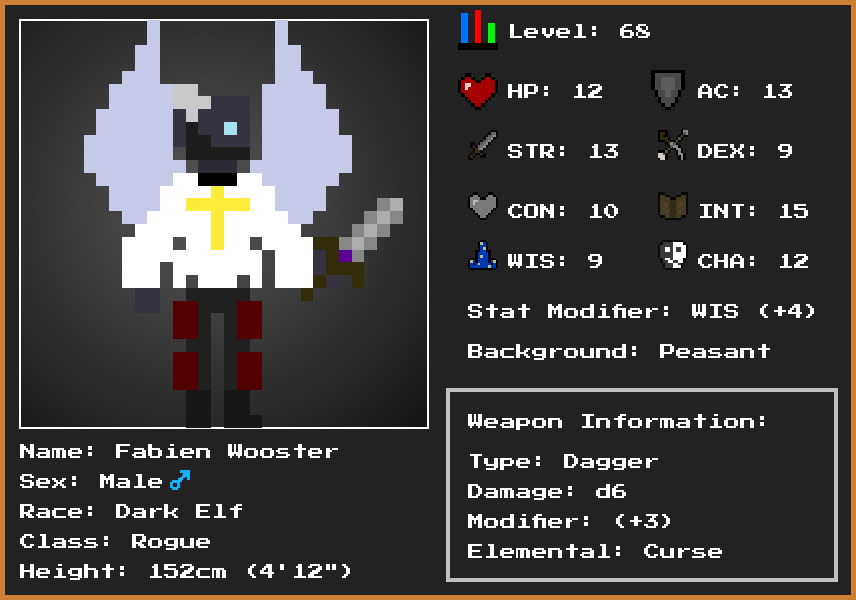 Level: 68
HP: 12
AC: 13
STR: 13
DEX: 9
CON: 10
INT: 15
WIS: 9
CHA: 12
Stat Modifier: WIS (+4)
Background: Peasant
Weapon Information:
Type: Dagger
Damage: d6
Modifier: (+3)
Elemental: Curse
Name: Fabien Wooster
Sex: Male♂
Race: Dark Elf
Class: Rogue
Height: 152cm (4'12")